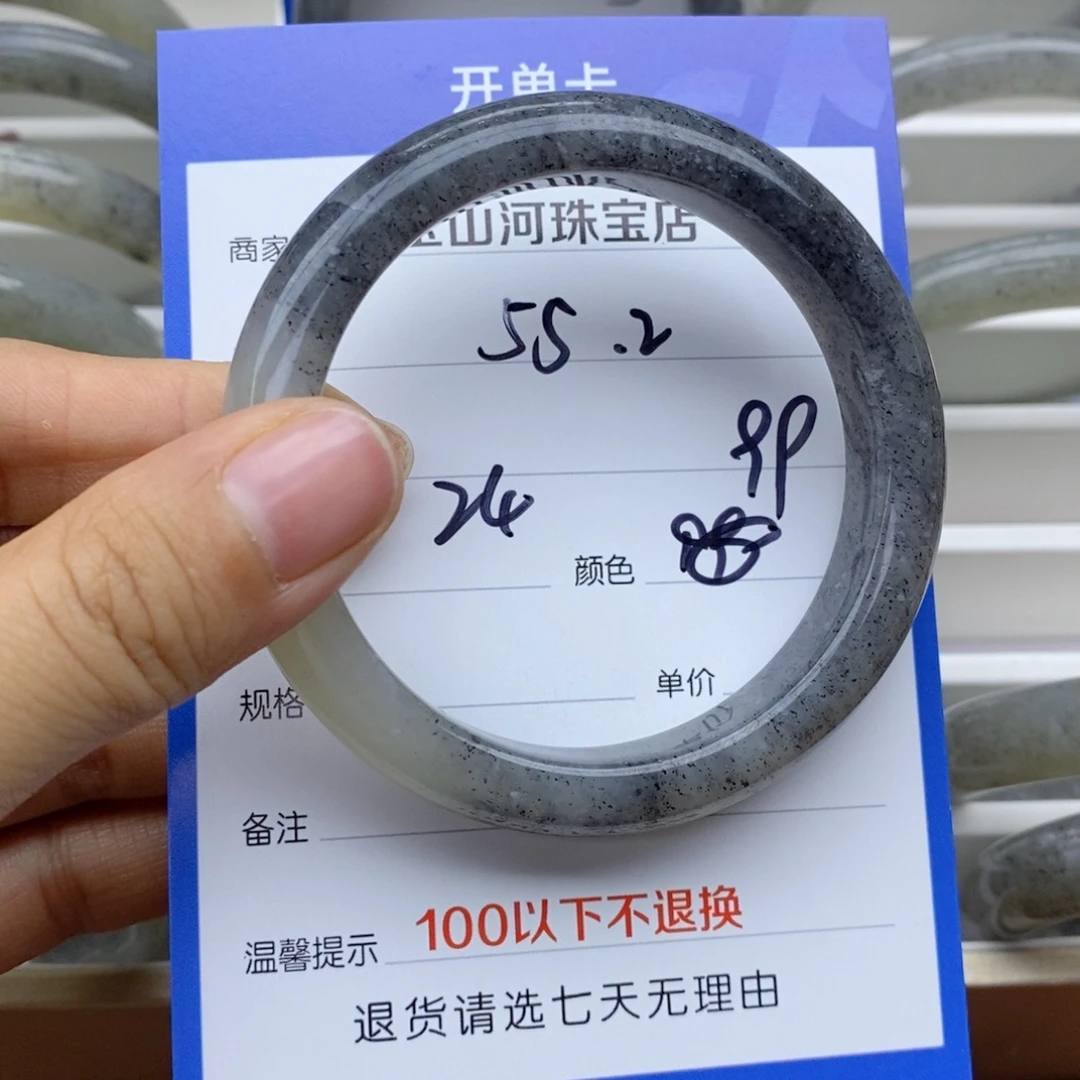 开单卡
商家
山河珠宝店
55.2
99
24
颜色
规格
单价
备注
温馨提示 100以下不退换
退货请选七天无理由